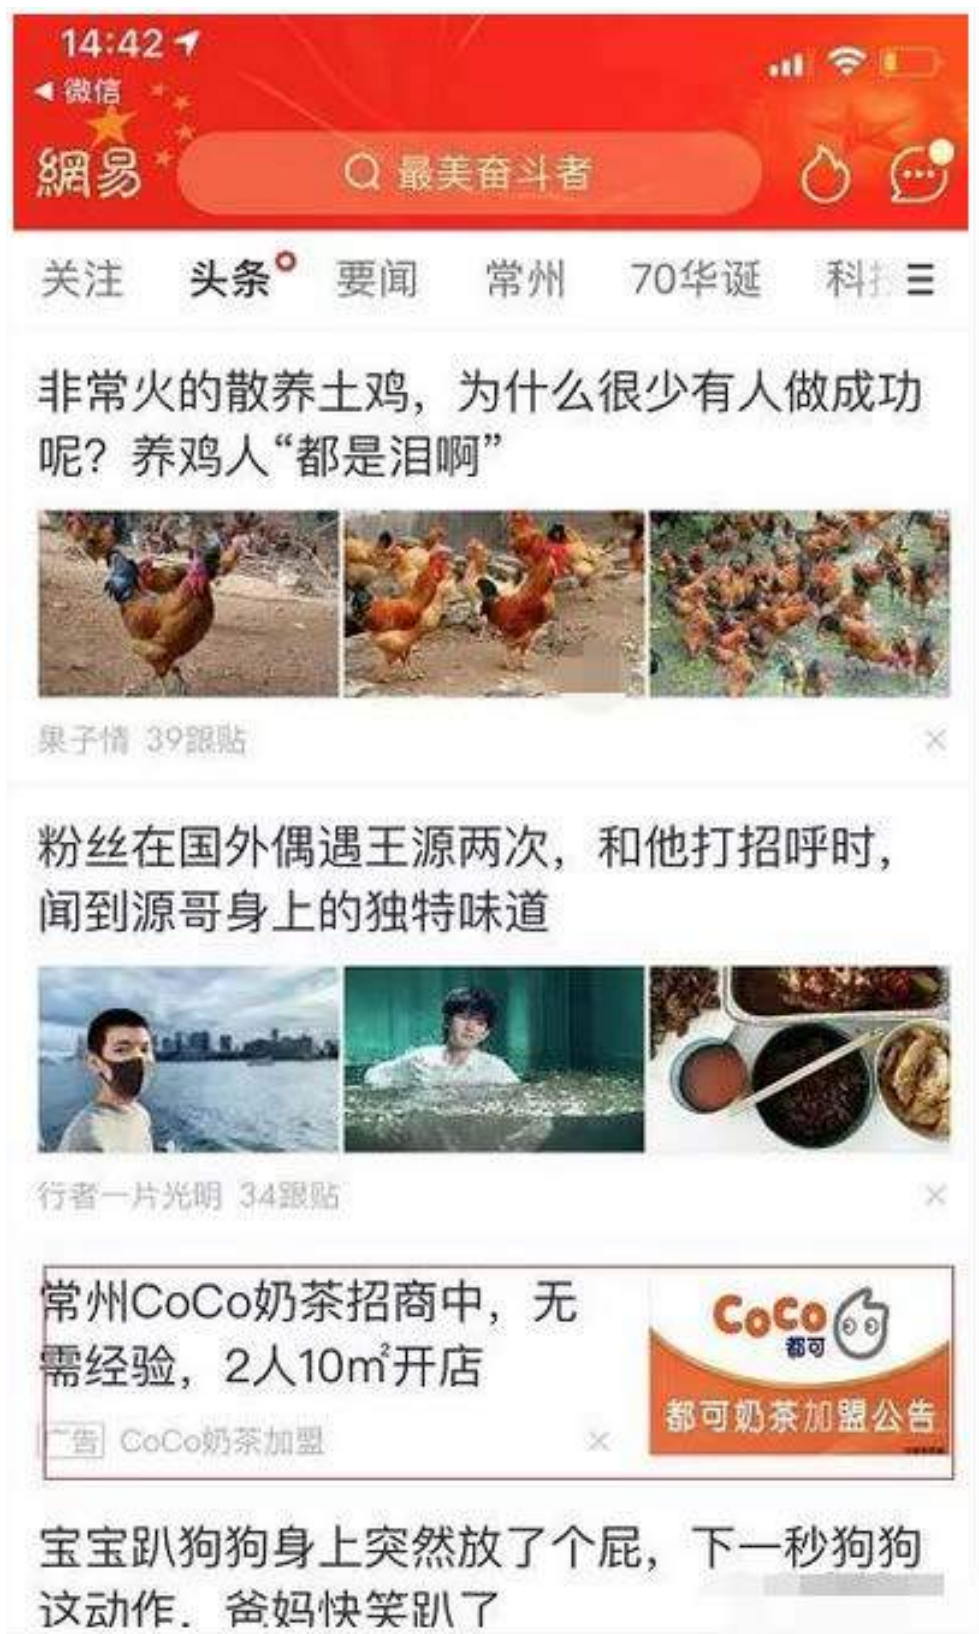 14:42
微信
網易
最美奋斗者
关注 头条 要闻 常州 70华诞 科技
非常火的散养土鸡，为什么很少有人做成功
呢？养鸡人“都是泪啊”
果子情 39跟贴
粉丝在国外偶遇王源两次，和他打招呼时，
闻到源哥身上的独特味道
行者一片光明 34跟贴
常州CoCo奶茶招商中，无
需经验，2人10㎡开店
广告 CoCo奶茶加盟
CoCo
都可
都可奶茶加盟公告
宝宝趴狗狗身上突然放了个屁，下一秒狗狗
这动作，爸妈快笑趴了